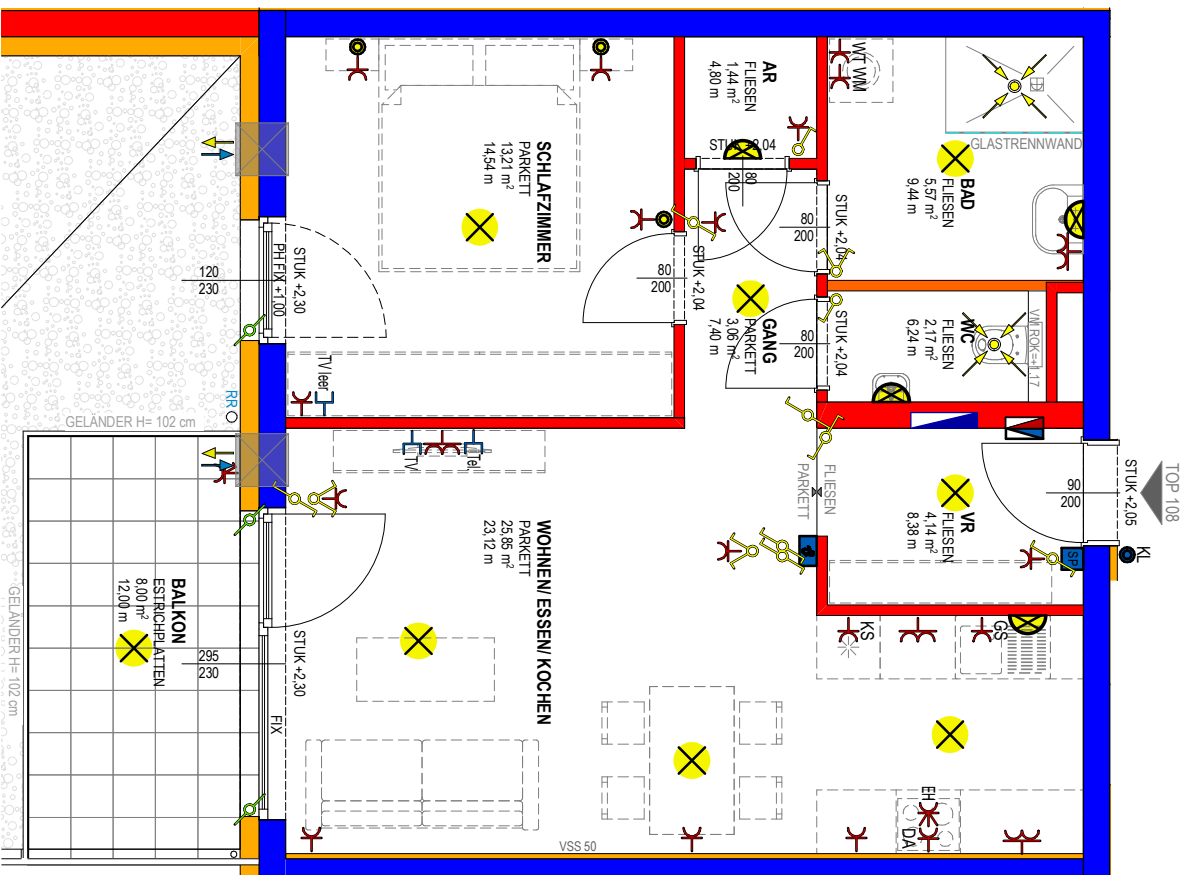 AR
FLIESEN
1,44 m²
4,80 m
STUK +2,04
80
200
WT WM
GLASTRENNWAND
BAD
FLIESEN
5,57 m²
9,44 m
STUK +2,04
80
200
SCHLAFZIMMER
PARKETT
13,21 m²
14,54 m
STUK +2,04
80
200
STUK +2,30
PH FIX +1,00
120
230
GANG
PARKETT
3,06 m²
7,40 m
STUK +2,04
80
200
WC
FLIESEN
2,17 m²
6,24 m
TV leer
RR
GELÄNDER H= 102 cm
TV
Tel.
FLIESEN
PARKETT
VR
FLIESEN
4,14 m²
8,38 m
90
200
STUK +2,05
TOP 108
KL
SP
WOHNEN/ ESSEN/ KOCHEN
PARKETT
25,85 m²
23,12 m
BALKON
ESTRICHPLATTEN
8,00 m²
12,00 m
GELÄNDER H= 102 cm
295
230
STUK +2,30
FIX
KS
GS
EH
DA
VSS 50